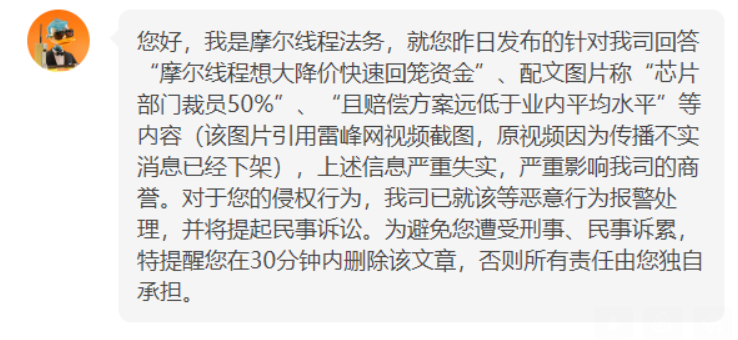 您好，我是摩尔线程法务，就您昨日发布的针对我司回答
“摩尔线程想大降价快速回笼资金”、配文图片称“芯片
部门裁员50%”、“且赔偿方案远低于业内平均水平”等
内容（该图片引用雷峰网视频截图，原视频因为传播不实
消息已经下架），上述信息严重失实，严重影响我司的商
誉。对于您的侵权行为，我司已就该等恶意行为报警处
理，并将提起民事诉讼。为避免您遭受刑事、民事诉累，
特提醒您在30分钟内删除该文章，否则所有责任由您独自
承担。